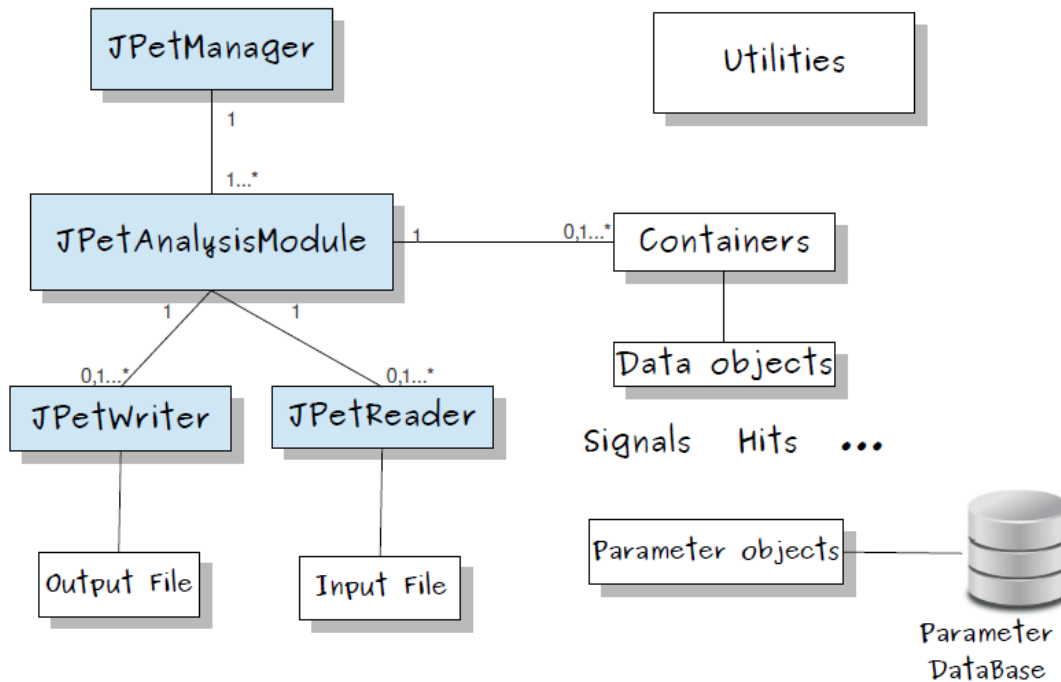 JPetManager
Utilities
1
1...*
JPetAnalysisModule
1
0,1...*
Containers
1
1
Data objects
0,1...*
0,1...*
JPetWriter
JPetReader
Signals Hits ...
Parameter objects
Output File
Input File
Parameter
DataBase